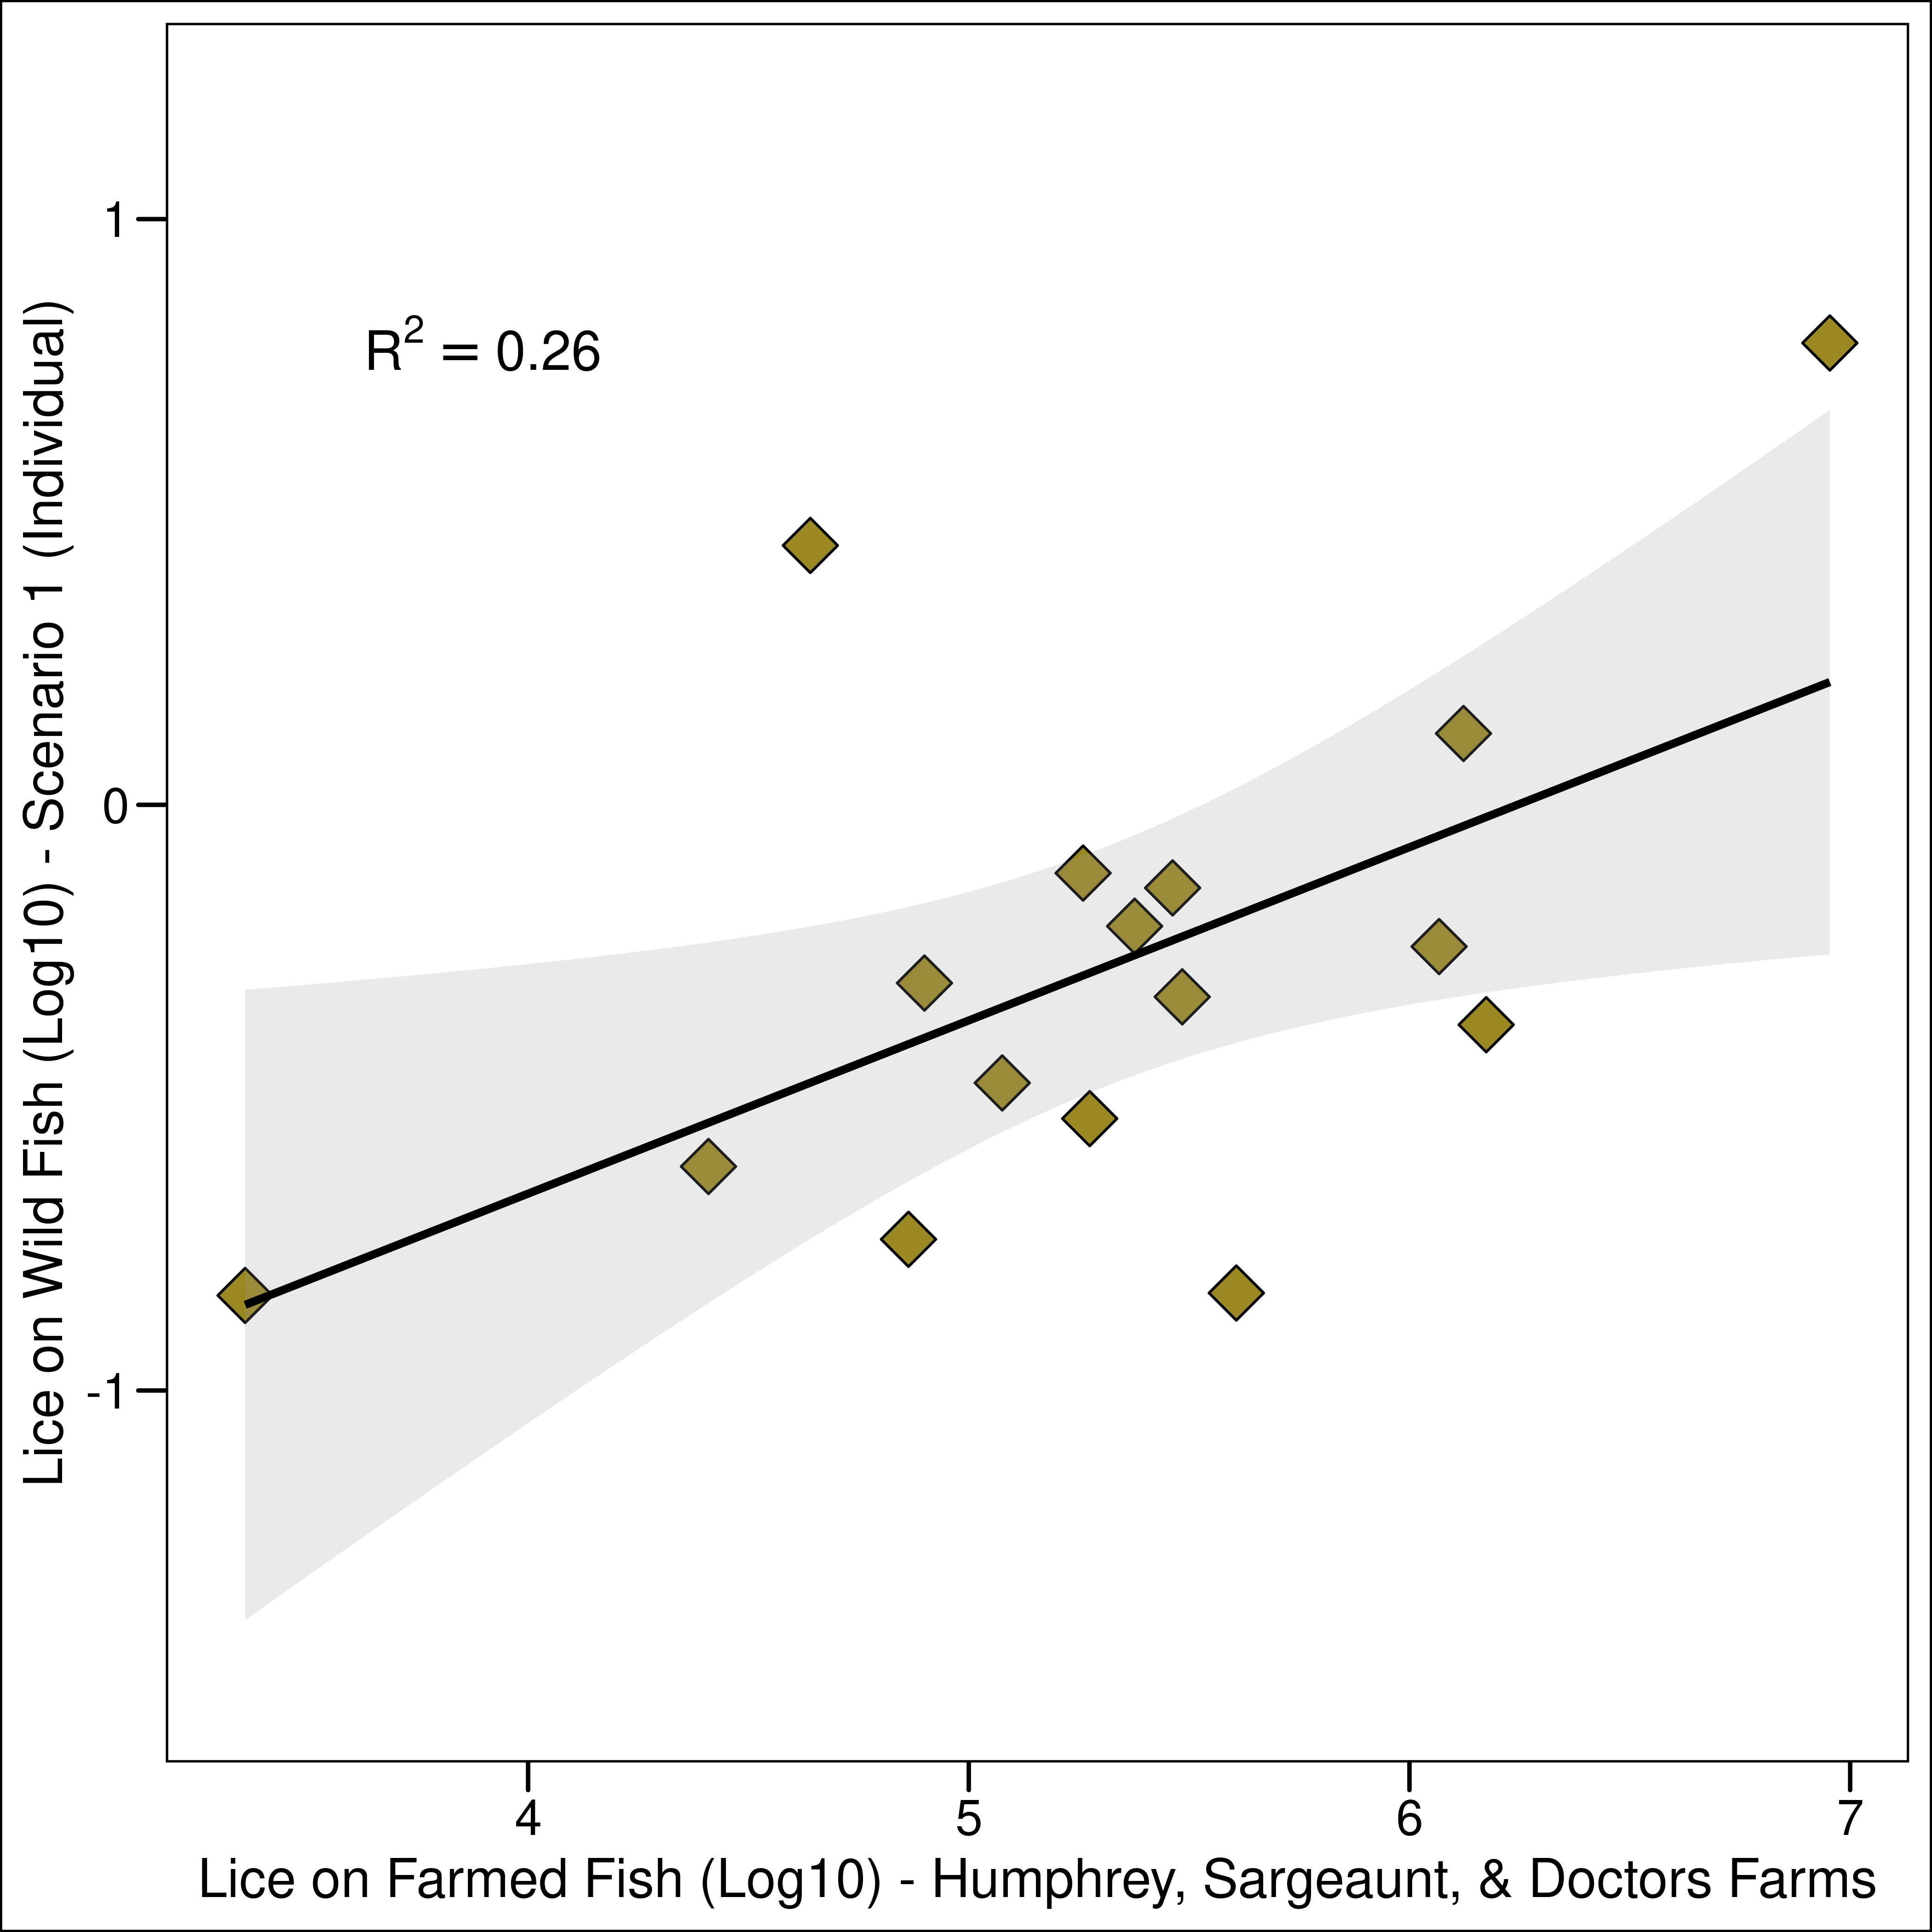 Lice on Wild Fish (Log10) - Scenario 1 (Individual)
1
0
-1
R² = 0.26
4 5 6 7
Lice on Farmed Fish (Log10) - Humphrey, Sargeaunt, & Doctors Farms